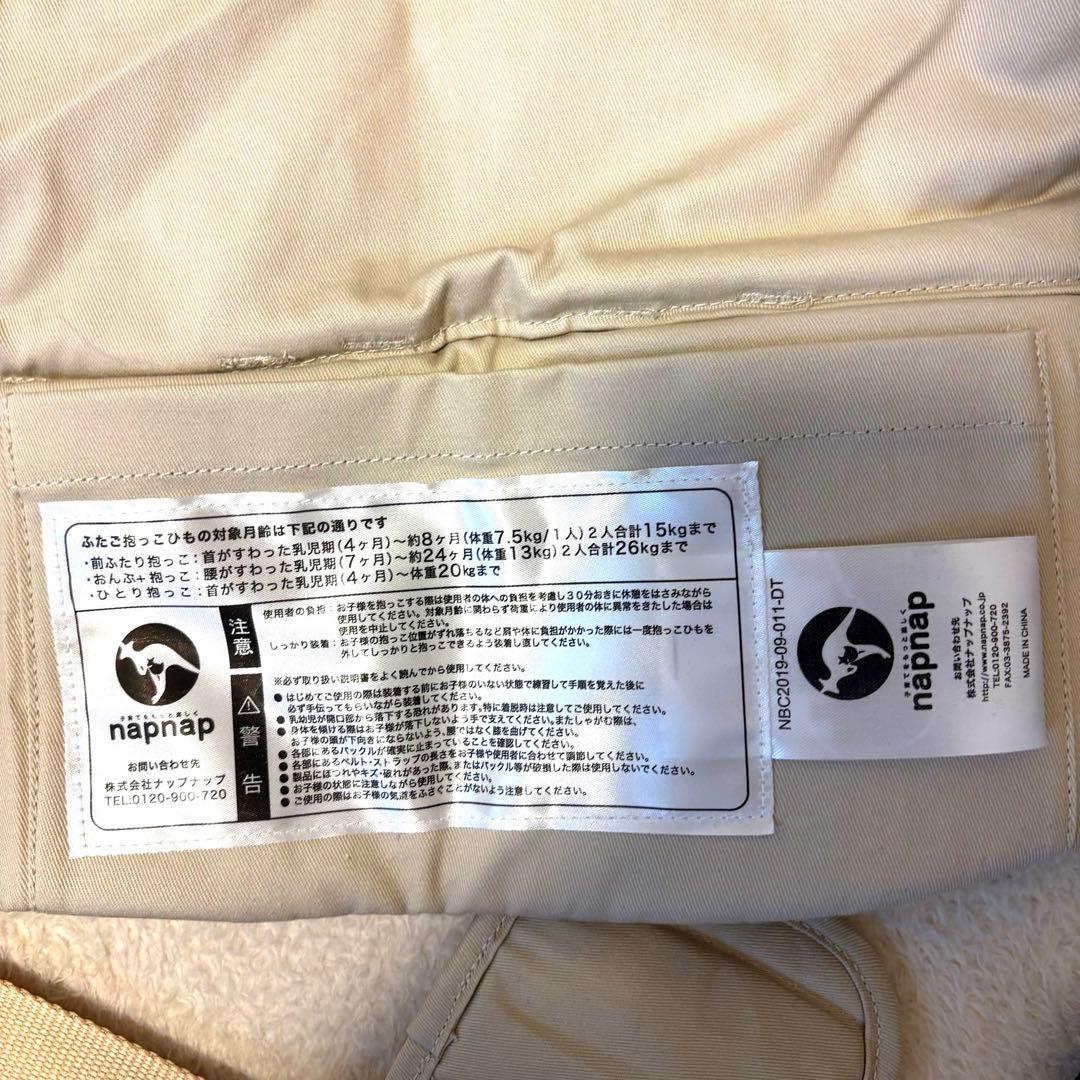 ふたご抱っこひもの対象月齢は下記の通りです
・前ふたり抱っこ：首がすわった乳児期(4ヶ月)～約8ヶ月(体重7.5kg/1人)2人合計15kgまで
・おんぶ+抱っこ：腰がすわった乳児期(7ヶ月)～約24ヶ月(体重13kg)2人合計26kgまで
・ひとり抱っこ：首がすわった乳児期(4ヶ月)～体重20kgまで
注意
使用者の負担：お子様を抱っこする際は使用者の体への負担を考慮し30分おきに休憩をはさみながら
使用してください。対象月齢に関わらず荷重により使用者の体に異常をきたした場合は
使用を中止してください。
しっかり装着：お子様の抱っこ位置がずれ落ちるなど肩や体に負担がかかった際には一度抱っこひもを
外してしっかりと抱っこできるよう装着し直してください。
警告
※必ず取り扱い説明書をよく読んでから使用してください。
●はじめてご使用の際は装着する前にお子様のいない状態で練習して手順を覚えた後に
必ず手伝ってもらいながら装着してください。
●乳幼児が開口部から落下する恐れがあります。特に着脱時は注意してご使用してください。
●身体を傾ける際はお子様が落下しないよう手で支えてください。またしゃがむ際は、
お子様の頭が下向きにならないよう、腰ではなく膝を曲げてください。
●各部にあるバックルが確実に止まっていることを確認してください。
●各部にあるベルト・ストラップの長さをお子様や使用者に合わせて調節してください。
●製品にほつれやキズ・破れがあった際、またはバックル等が破損した際は使用しないでください。
●お子様の状態に注意しながら使用してください。
●ご使用の際はお子様の気道をふさぐことがないよう注意してください。
子育てをもっと楽しく
napnap
お問い合わせ先
株式会社ナップナップ
TEL:0120-900-720
NBC2019-09-011-DT
子育てをもっと楽しく
napnap
お問い合わせ先
株式会社ナップナップ
http://www.napnap.co.jp
TEL:0120-900-720
FAX:03-3875-2392
MADE IN CHINA